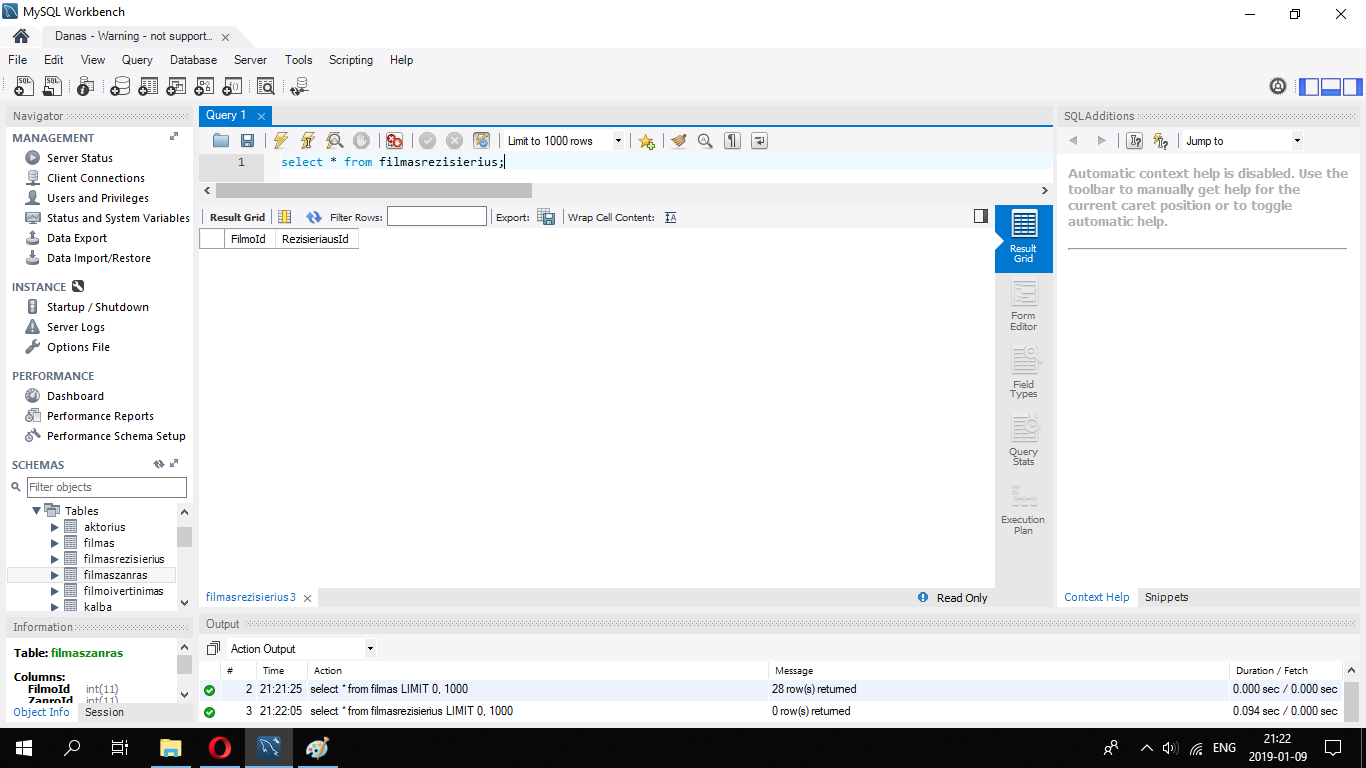 MySQL Workbench
Danas - Warning - not support...
File Edit View Query Database Server Tools Scripting Help
Navigator
MANAGEMENT
Server Status
Client Connections
Users and Privileges
Status and System Variables
Data Export
Data Import/Restore
INSTANCE
Startup / Shutdown
Server Logs
Options File
PERFORMANCE
Dashboard
Performance Reports
Performance Schema Setup
SCHEMAS
Filter objects
Tables
aktorius
filmas
filmasrezisierius
filmaszanras
filmoivertinimas
kalba
Information
Table: filmaszanras
Columns:
FilmoId int(11)
ZanroId int(11)
Object Info Session
Query 1
Limit to 1000 rows
1 select * from filmasrezisierius;
Result Grid Filter Rows: Export: Wrap Cell Content:
FilmoId RezisieriausId
Result
Grid
Form
Editor
Field
Types
Query
Stats
Execution
Plan
filmasrezisierius 3
Read Only
SQLAdditions
Jump to
Automatic context help is disabled. Use the
toolbar to manually get help for the
current caret position or to toggle
automatic help.
Context Help Snippets
Output
Action Output
# Time Action Message Duration / Fetch
2 21:21:25 select * from filmas LIMIT 0, 1000 28 row(s) returned 0.000 sec / 0.000 sec
3 21:22:05 select * from filmasrezisierius LIMIT 0, 1000 0 row(s) returned 0.094 sec / 0.000 sec
ENG
21:22
2019-01-09